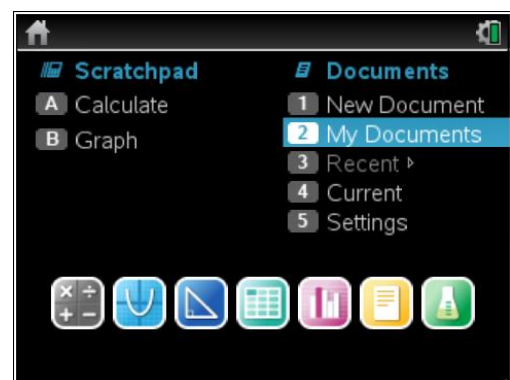 Scratchpad
A Calculate
B Graph
Documents
1 New Document
2 My Documents
3 Recent ▸
4 Current
5 Settings